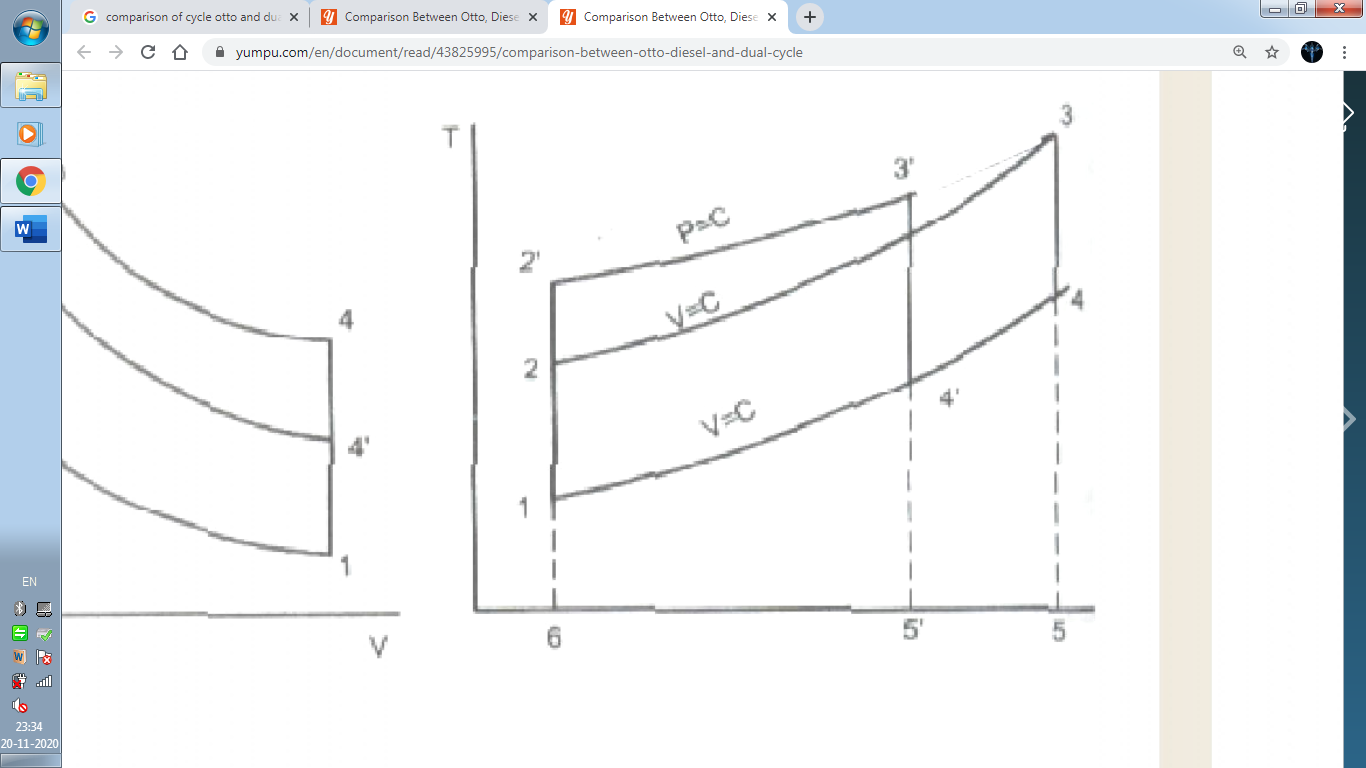 comparison of cycle otto and du
Comparison Between Otto, Diese
Comparison Between Otto, Diese
yumpu.com/en/document/read/43825995/comparison-between-otto-diesel-and-dual-cycle
4
4'
1
V
T
3
3'
P=C
2'
V=C
4
2
4'
V=C
1
6
5'
5
EN
23:34
20-11-2020